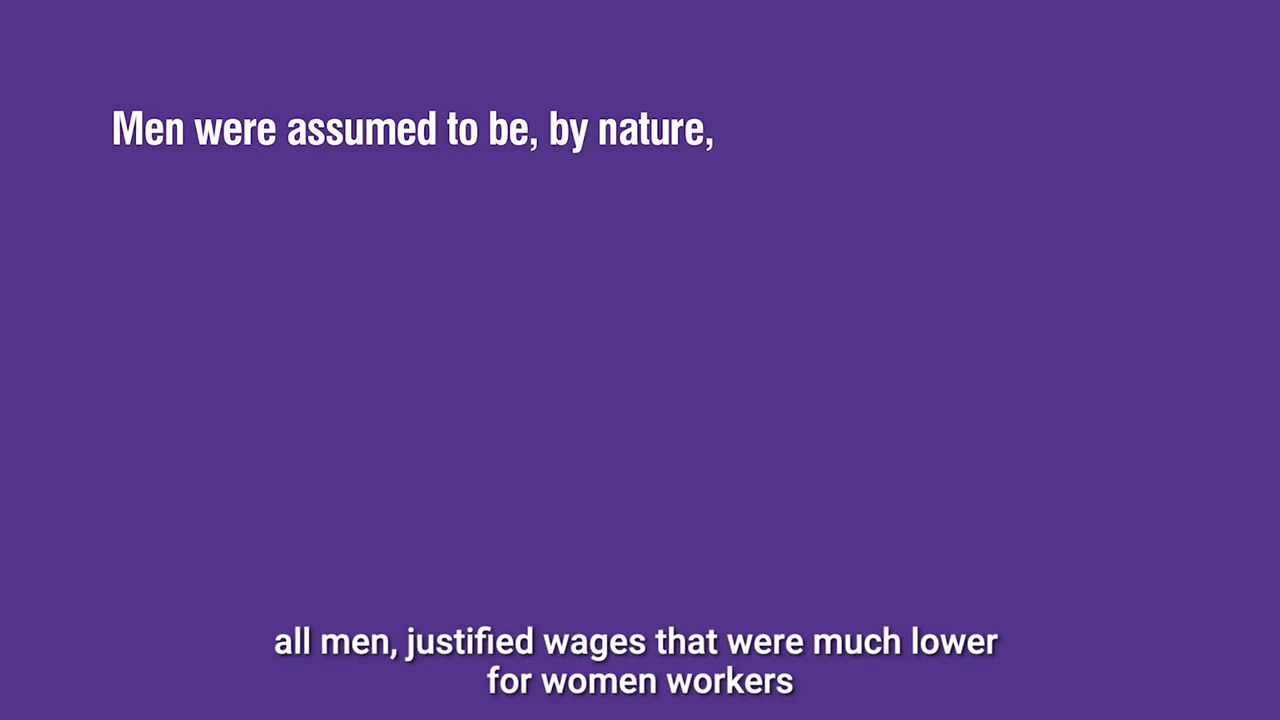 Men were assumed to be, by nature,
all men, justified wages that were much lower
for women workers